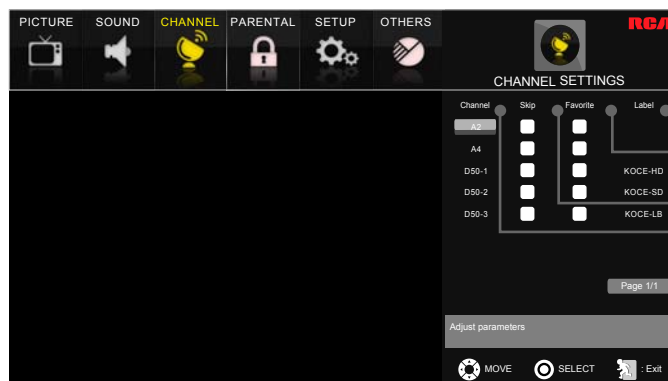 PICTURE SOUND CHANNEL PARENTAL SETUP OTHERS
RCA
CHANNEL SETTINGS
Channel Skip Favorite Label
A2
A4
D50-1 KOCE-HD
D50-2 KOCE-SD
D50-3 KOCE-LB
Page 1/1
Adjust parameters
MOVE SELECT : Exit